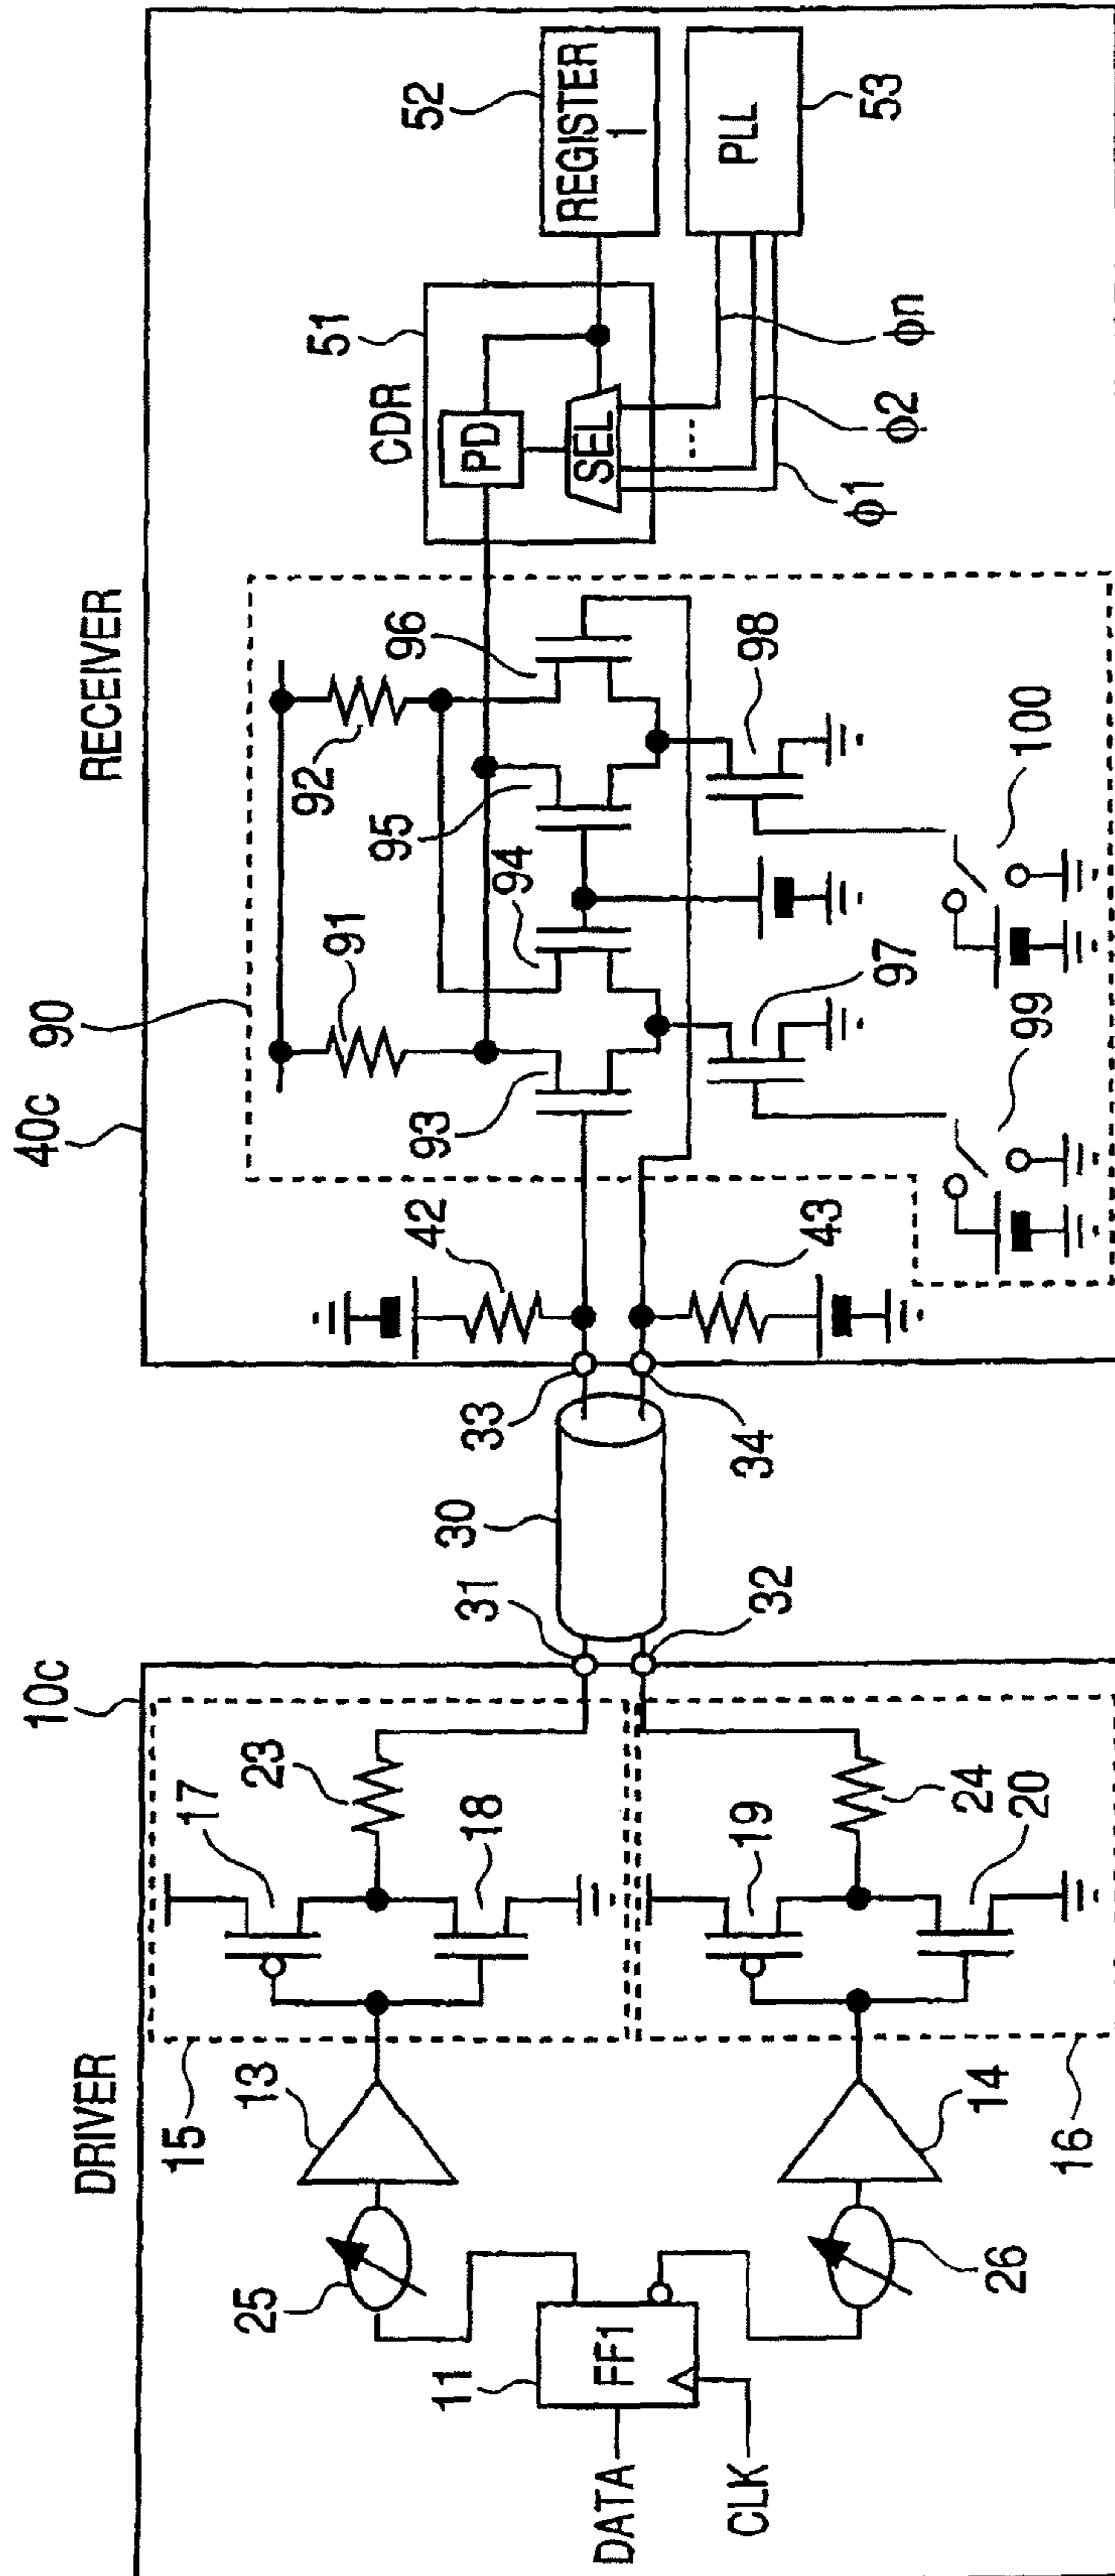 DRIVER
10c
15
13
25
17
23
18
11
FF1
DATA
CLK
19
24
20
14
26
16
31
30
32
33
34
RECEIVER
40c
90
42
43
91
92
93
94
95
96
97
98
99
100
CDR
51
PD
SEL
52
REGISTER
1
PLL
53
ϕ1
ϕ2
ϕn